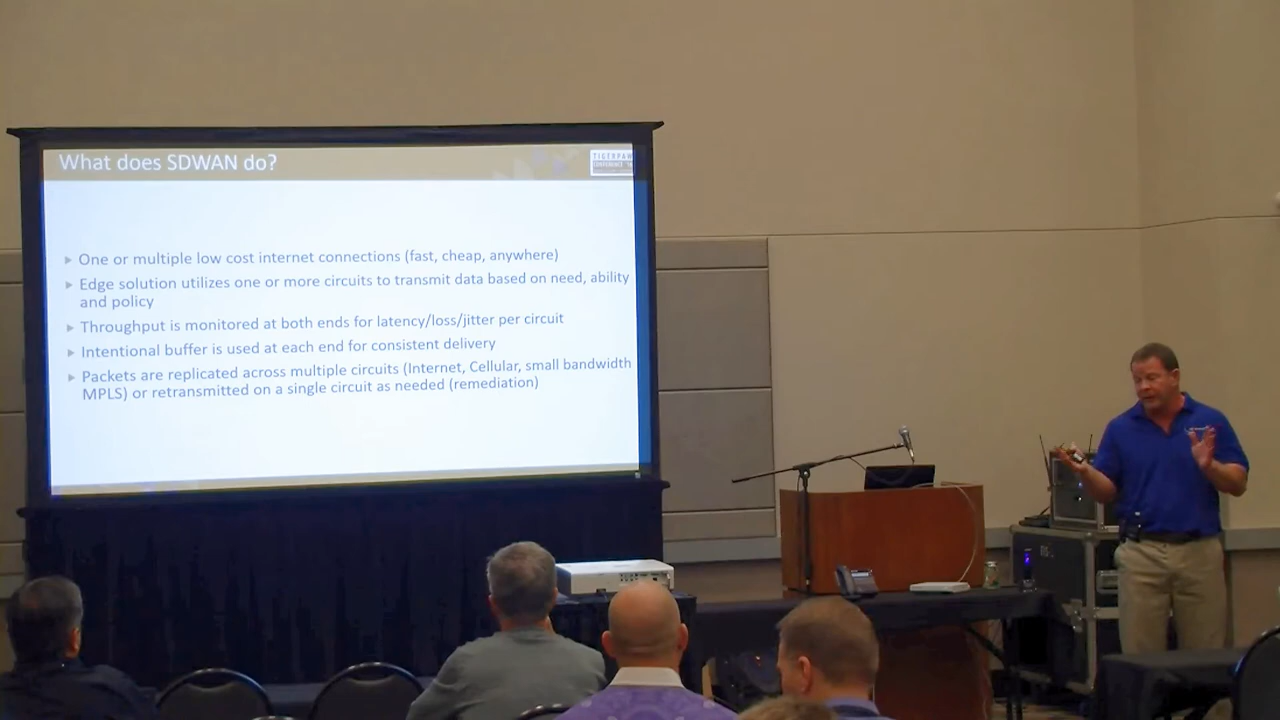 What does SDWAN do?
TIGERPAW
CONFERENCE
One or multiple low cost internet connections (fast, cheap, anywhere)
Edge solution utilizes one or more circuits to transmit data based on need, ability
and policy
Throughput is monitored at both ends for latency/loss/jitter per circuit
Intentional buffer is used at each end for consistent delivery
Packets are replicated across multiple circuits (Internet, Cellular, small bandwidth
MPLS) or retransmitted on a single circuit as needed (remediation)